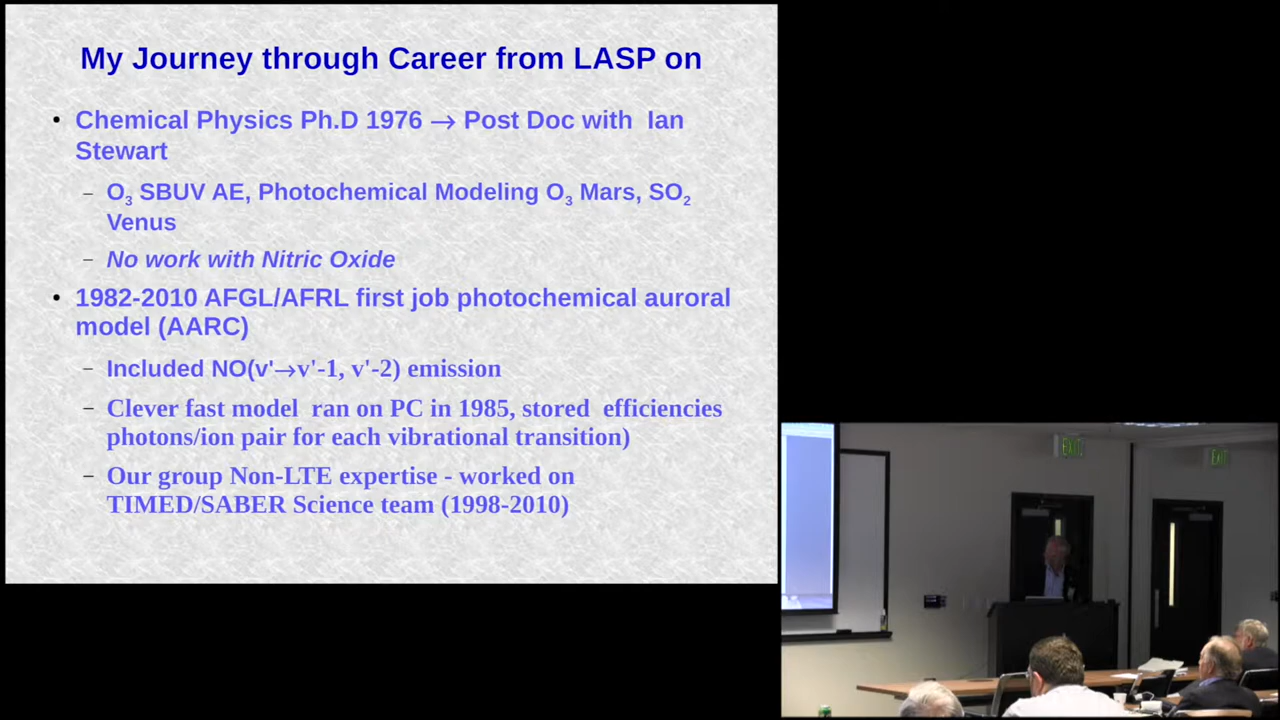 My Journey through Career from LASP on
• Chemical Physics Ph.D 1976 → Post Doc with Ian
Stewart
– O₃ SBUV AE, Photochemical Modeling O₃ Mars, SO₂
Venus
– No work with Nitric Oxide
• 1982-2010 AFGL/AFRL first job photochemical auroral
model (AARC)
– Included NO(v'→v'-1, v'-2) emission
– Clever fast model ran on PC in 1985, stored efficiencies
photons/ion pair for each vibrational transition)
– Our group Non-LTE expertise - worked on
TIMED/SABER Science team (1998-2010)
EXIT
EXIT